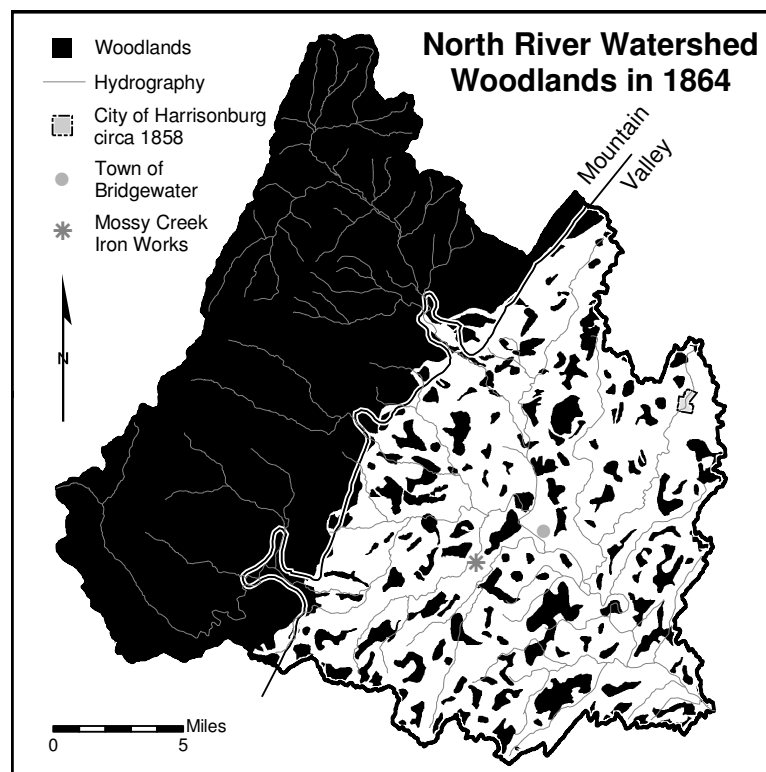 North River Watershed
Woodlands in 1864
Woodlands
Hydrography
City of Harrisonburg
circa 1858
Town of
Bridgewater
Mossy Creek
Iron Works
Mountain
Valley
N
Miles
0 5